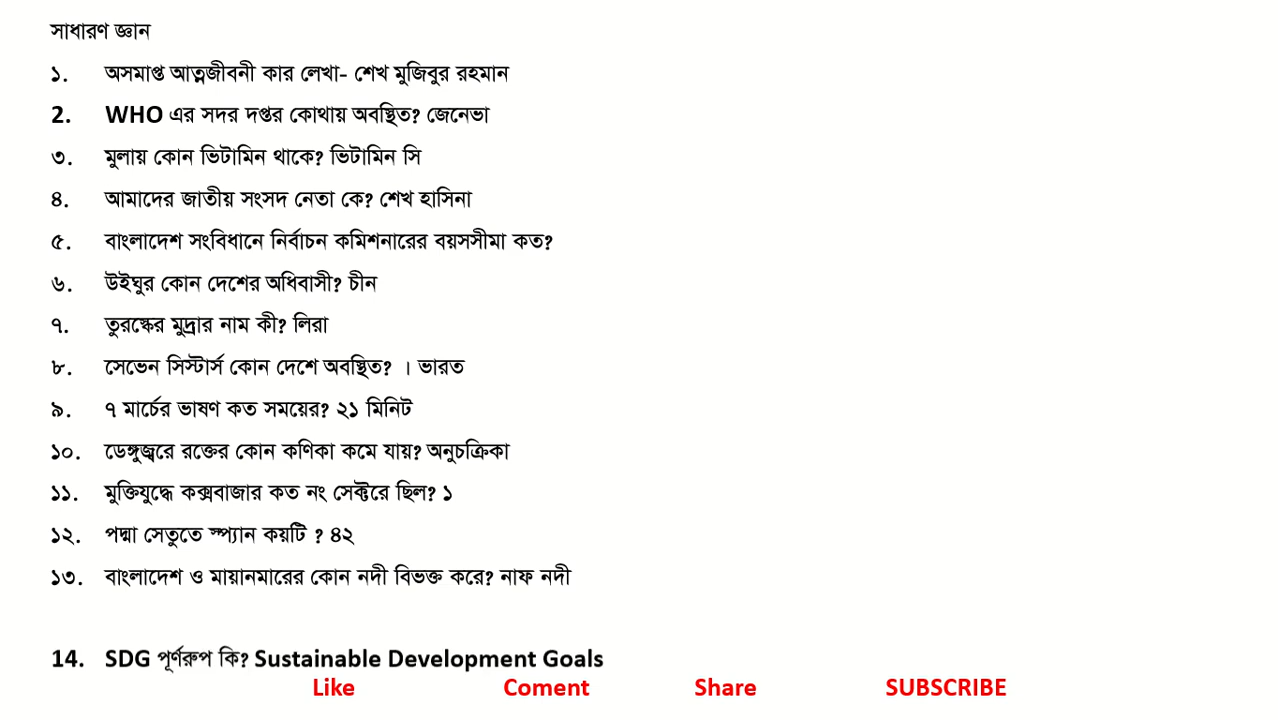 সাধারণ জ্ঞান
১. অসমাপ্ত আত্নজীবনী কার লেখা- শেখ মুজিবুর রহমান
2. WHO এর সদর দপ্তর কোথায় অবস্থিত? জেনেভা
৩. মুলায় কোন ভিটামিন থাকে? ভিটামিন সি
৪. আমাদের জাতীয় সংসদ নেতা কে? শেখ হাসিনা
৫. বাংলাদেশ সংবিধানে নির্বাচন কমিশনারের বয়সসীমা কত?
৬. উইঘুর কোন দেশের অধিবাসী? চীন
৭. তুরস্কের মুদ্রার নাম কী? লিরা
৮. সেভেন সিস্টার্স কোন দেশে অবস্থিত? । ভারত
৯. ৭ মার্চের ভাষণ কত সময়ের? ২১ মিনিট
১০. ডেঙ্গুজ্বরে রক্তের কোন কণিকা কমে যায়? অনুচক্রিকা
১১. মুক্তিযুদ্ধে কক্সবাজার কত নং সেক্টরে ছিল? ১
১২. পদ্মা সেতুতে স্প্যান কয়টি ? ৪২
১৩. বাংলাদেশ ও মায়ানমারের কোন নদী বিভক্ত করে? নাফ নদী
14. SDG পূর্ণরুপ কি? Sustainable Development Goals
Like Coment Share SUBSCRIBE